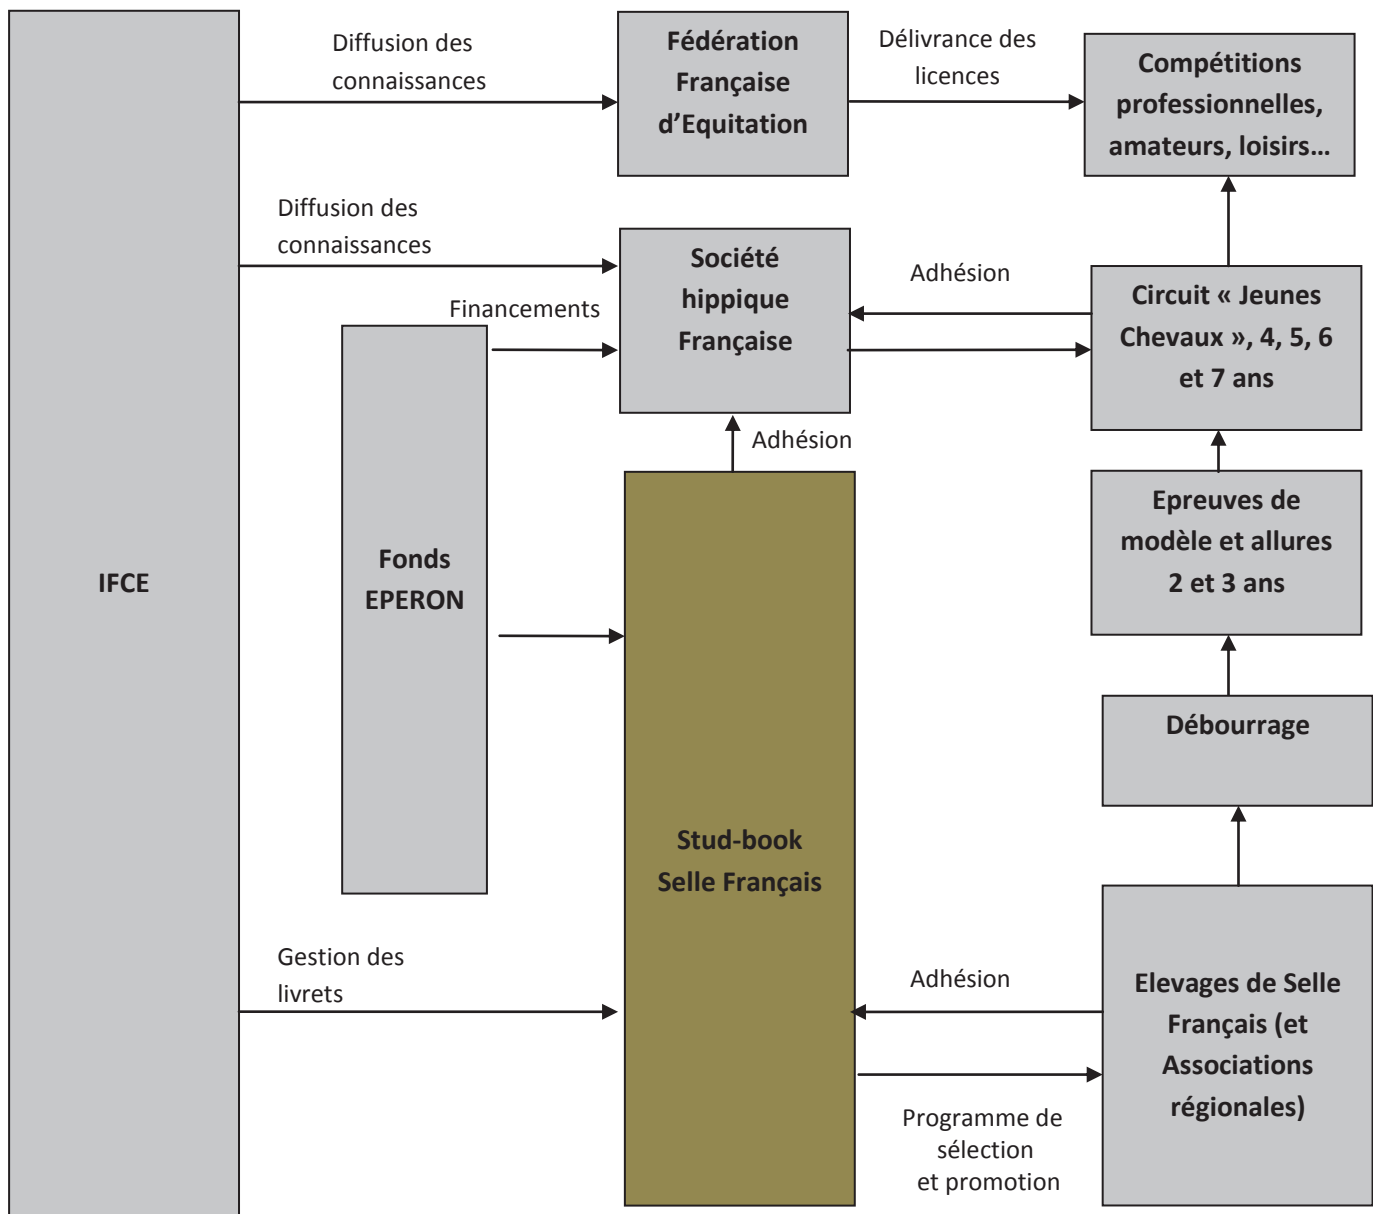 Diffusion des
connaissances
Fédération
Française
d’Equitation
Délivrance des
licences
Compétitions
professionnelles,
amateurs, loisirs…
Diffusion des
connaissances
Société
hippique
Française
Adhésion
Circuit « Jeunes
Chevaux », 4, 5, 6
et 7 ans
Financements
Adhésion
Epreuves de
modèle et allures
2 et 3 ans
IFCE
Fonds
EPERON
Débourrage
Stud-book
Selle Français
Gestion des
livrets
Adhésion
Elevages de Selle
Français (et
Associations
régionales)
Programme de
sélection
et promotion